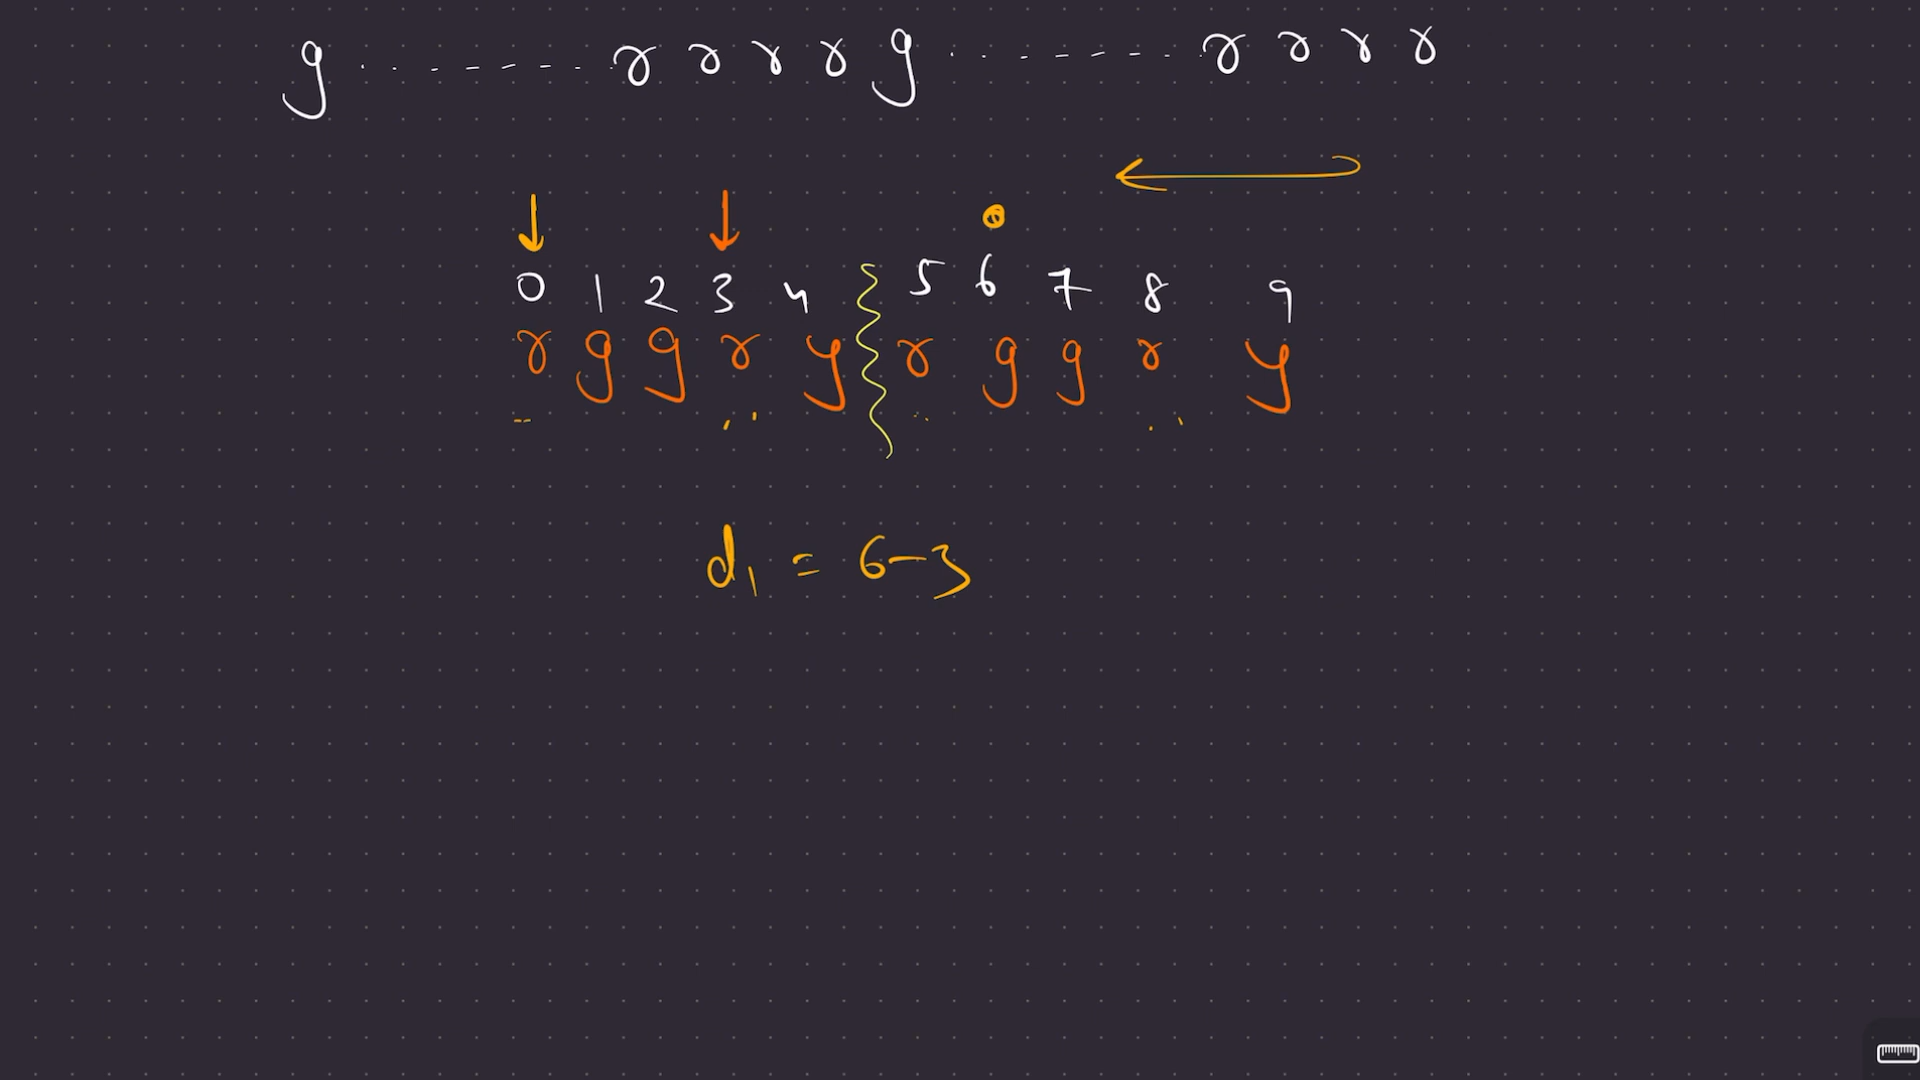 g . . - - - - - . r r r r g . . - - - - . r r r r
0 1 2 3 4 5 6 7 8 9
r g g r y r g g r y
d₁ = 6-3